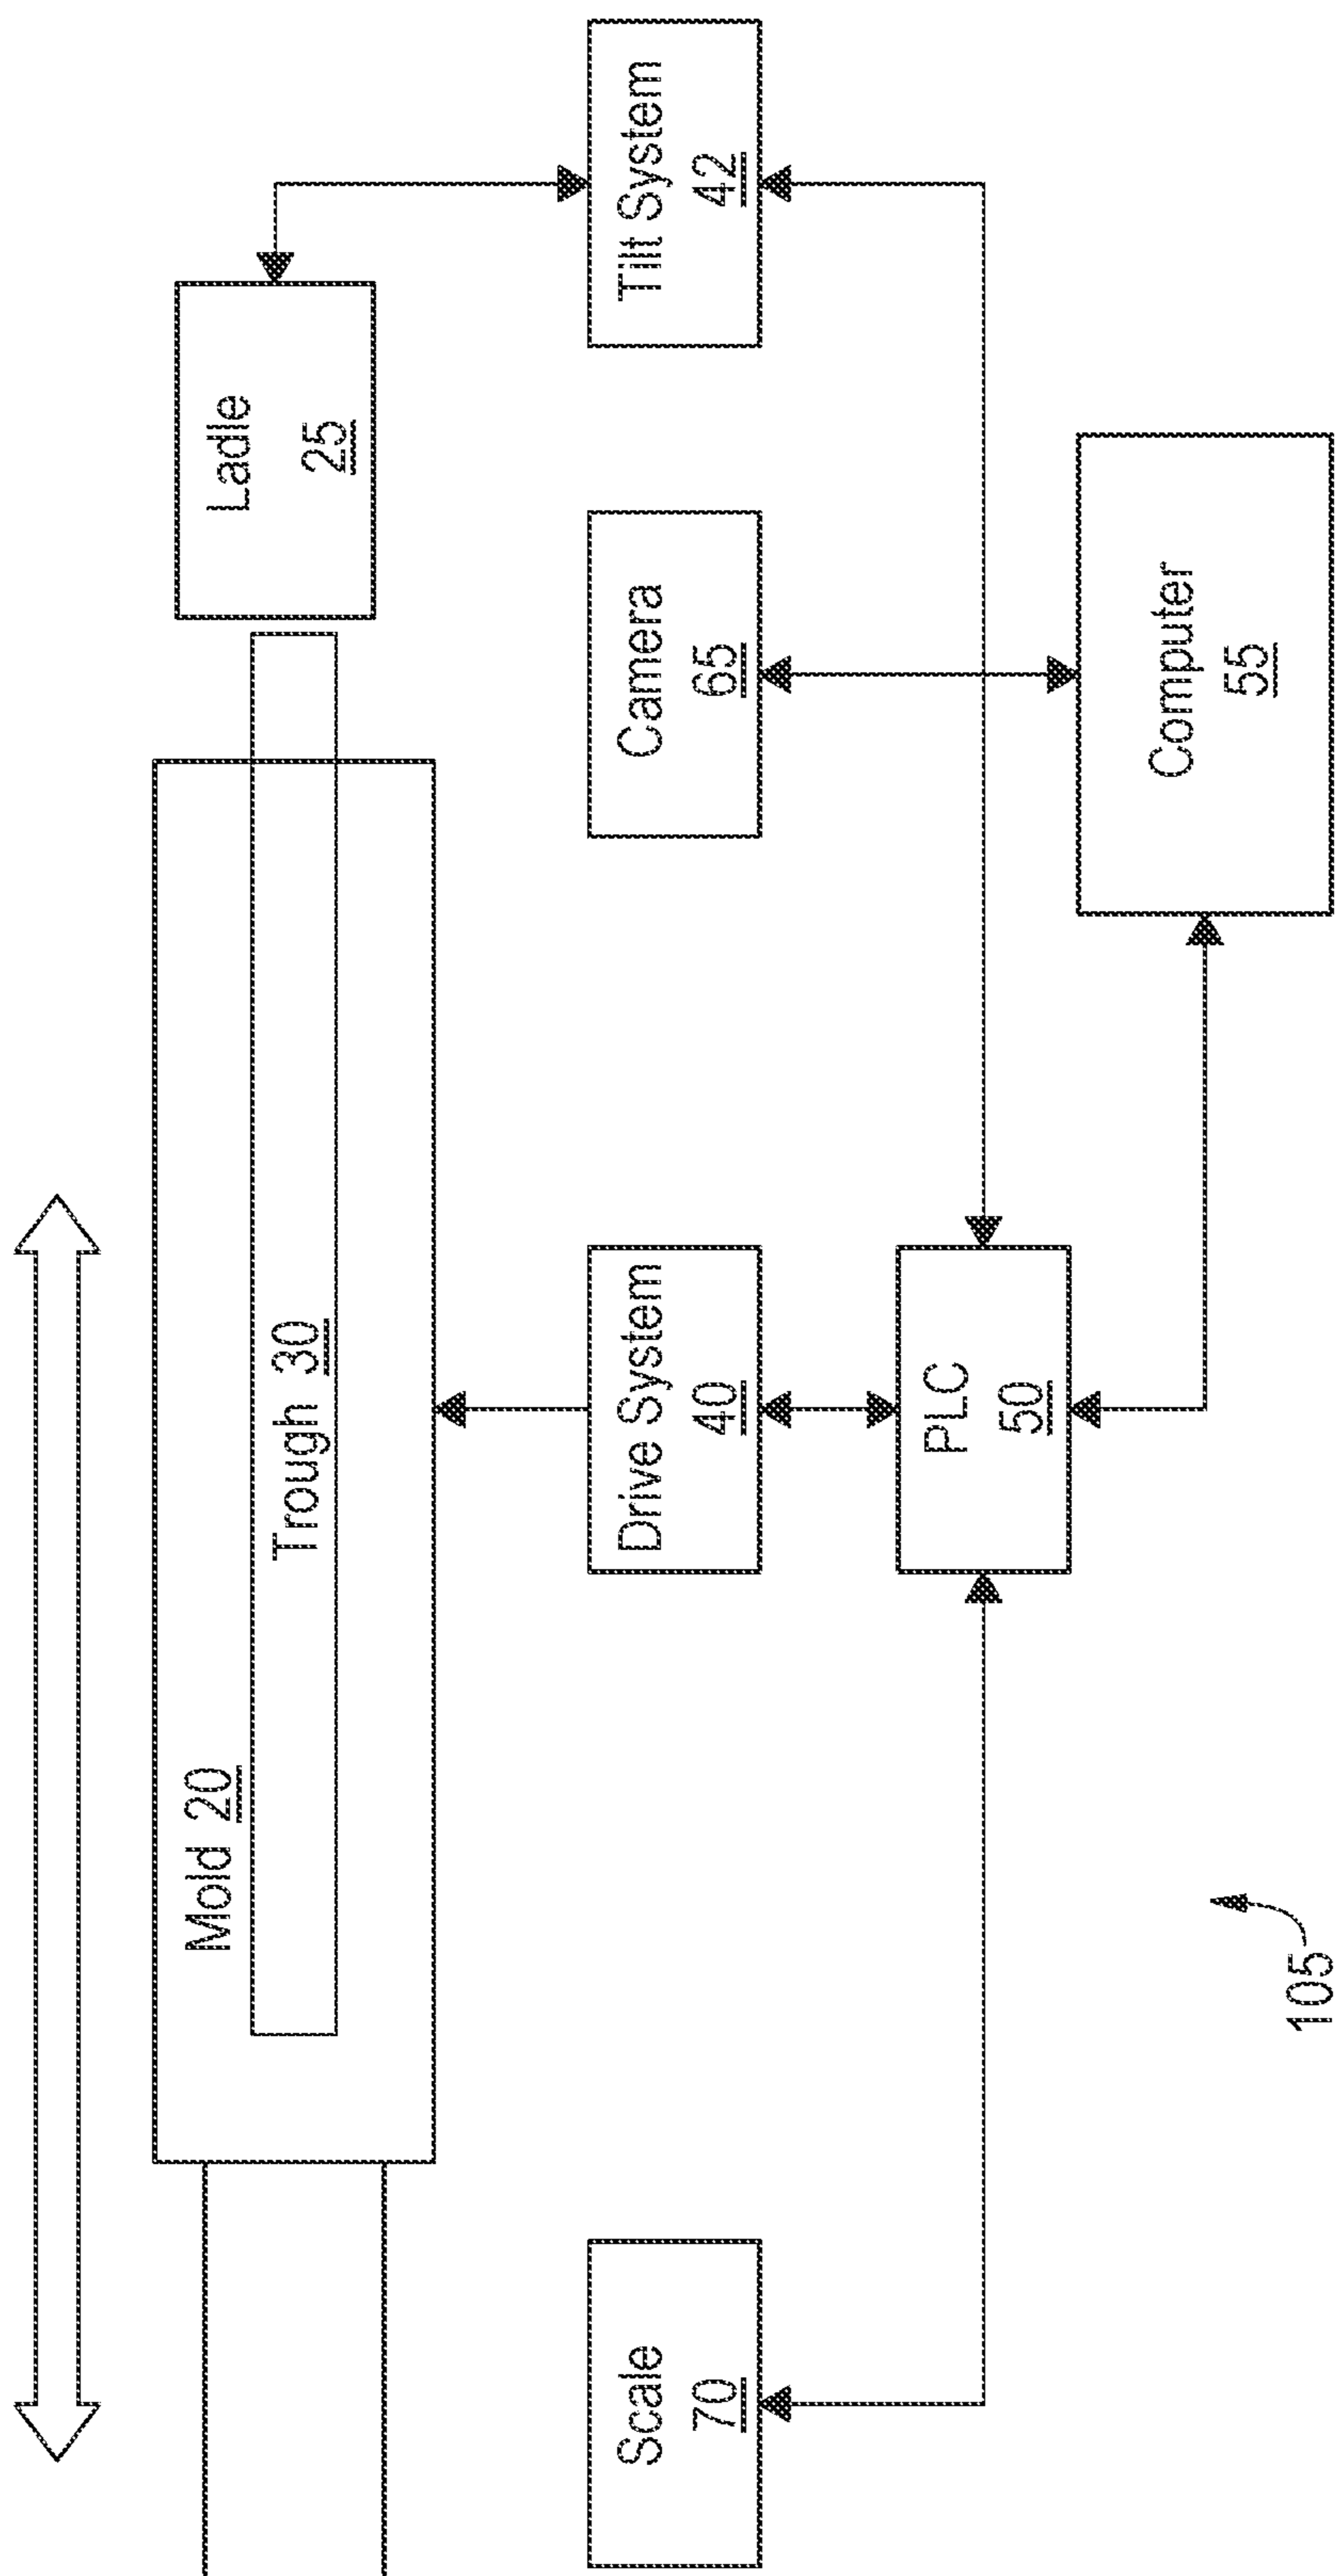 Mold 20
Trough 30
Ladle
25
Scale
70
Drive System
40
Camera
65
Tilt System
42
PLC
50
Computer
55
105